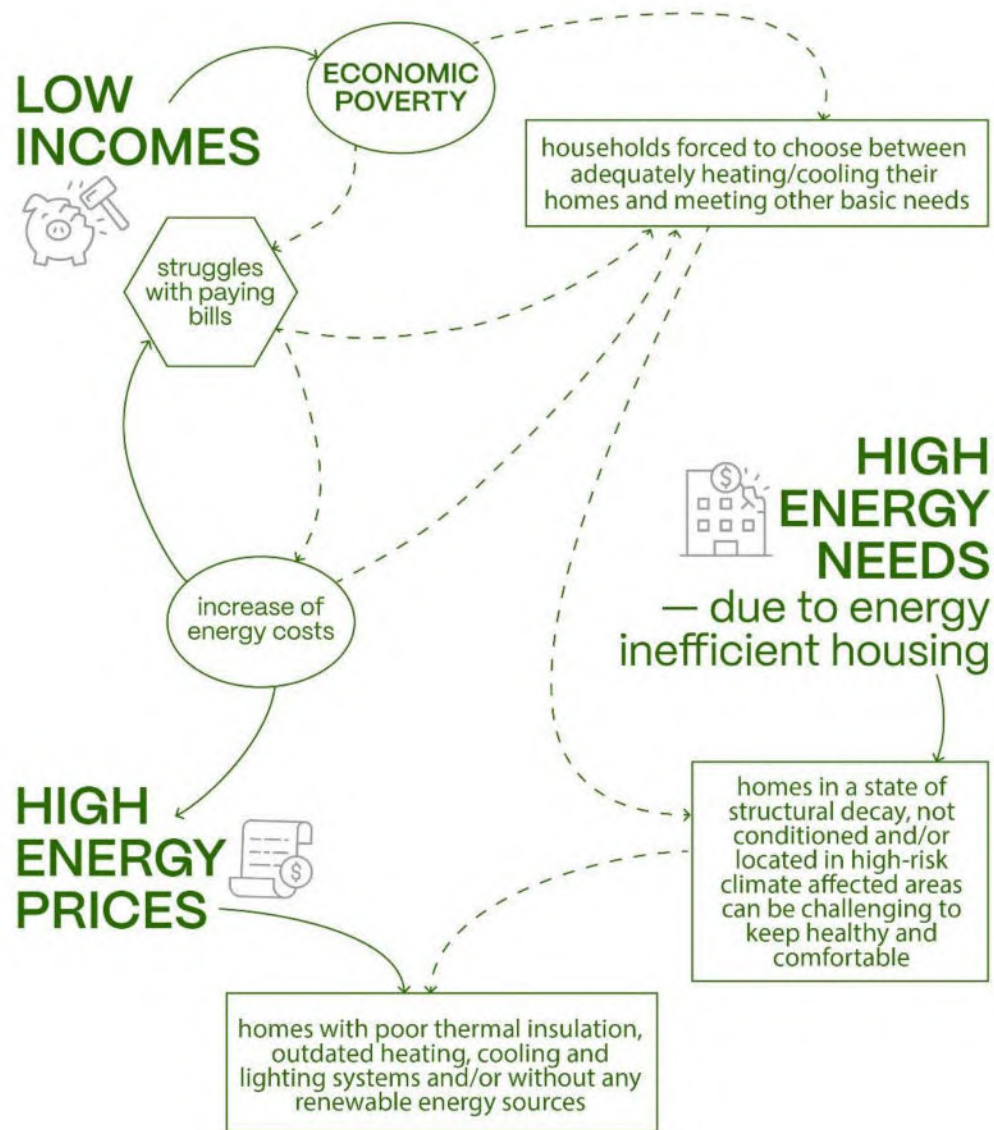 LOW
INCOMES
ECONOMIC
POVERTY
households forced to choose between
adequately heating/cooling their
homes and meeting other basic needs
struggles
with paying
bills
HIGH
ENERGY
NEEDS
— due to energy
inefficient housing
$
increase of
energy costs
HIGH
ENERGY
PRICES
$
homes in a state of
structural decay, not
conditioned and/or
located in high-risk
climate affected areas
can be challenging to
keep healthy and
comfortable
homes with poor thermal insulation,
outdated heating, cooling and
lighting systems and/or without any
renewable energy sources